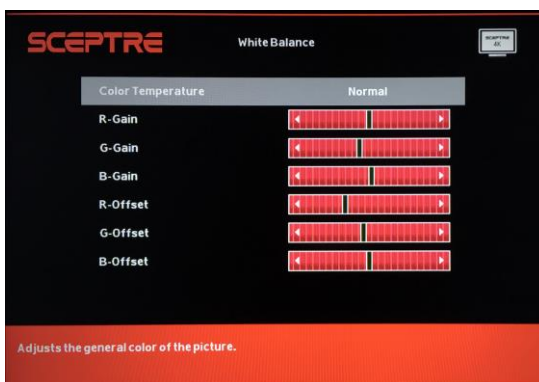 SCEPTRE
White Balance
SCEPTRE
4K
Color Temperature Normal
R-Gain
G-Gain
B-Gain
R-Offset
G-Offset
B-Offset
Adjusts the general color of the picture.